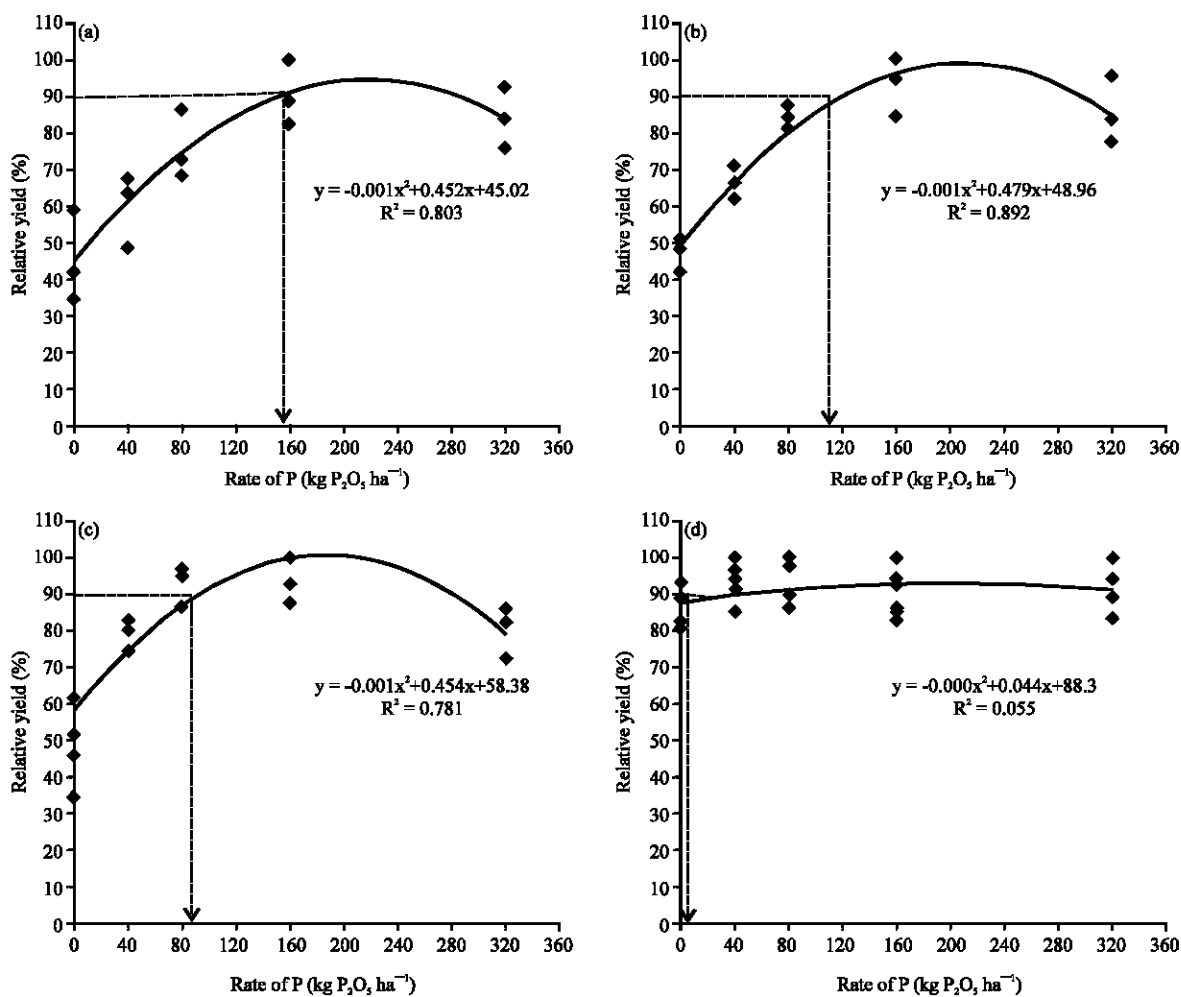 (a)
110
100
90
80
70
60
50
40
30
20
10
0
Relative yield (%)
y = -0.001x²+0.452x+45.02
R² = 0.803
0 40 80 120 160 200 240 280 320 360
Rate of P (kg P₂O₅ ha⁻¹)
(b)
110
100
90
80
70
60
50
40
30
20
10
0
Relative yield (%)
y = -0.001x²+0.479x+48.96
R² = 0.892
0 40 80 120 160 200 240 280 320 360
Rate of P (kg P₂O₅ ha⁻¹)
(c)
110
100
90
80
70
60
50
40
30
20
10
0
Relative yield (%)
y = -0.001x²+0.454x+58.38
R² = 0.781
0 40 80 120 160 200 240 280 320 360
Rate of P (kg P₂O₅ ha⁻¹)
(d)
110
100
90
80
70
60
50
40
30
20
10
0
Relative yield (%)
y = -0.000x²+0.044x+88.3
R² = 0.055
0 40 80 120 160 200 240 280 320 360
Rate of P (kg P₂O₅ ha⁻¹)